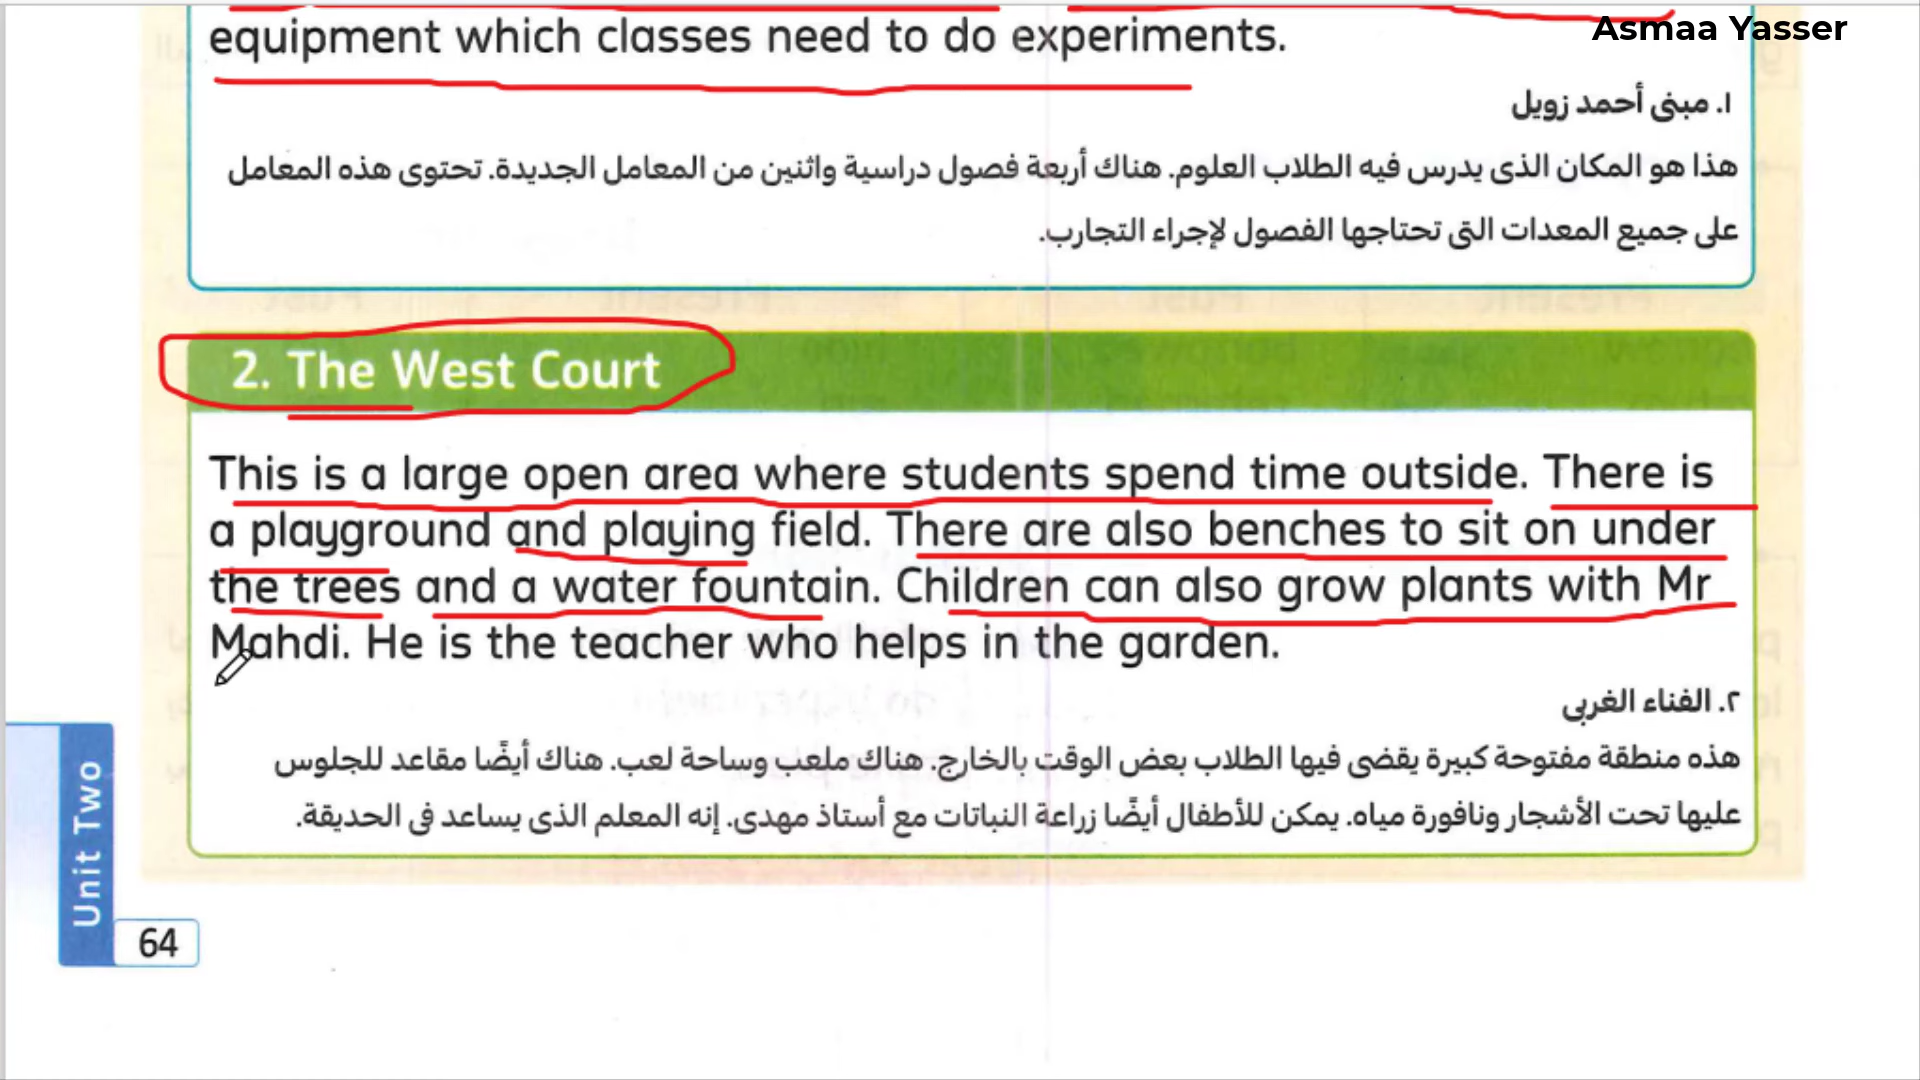 Asmaa Yasser
equipment which classes need to do experiments.
١. مبنى أحمد زويل
هذا هو المكان الذى يدرس فيه الطلاب العلوم. هناك أربعة فصول دراسية واثنين من المعامل الجديدة. تحتوى هذه المعامل
على جميع المعدات التى تحتاجها الفصول لإجراء التجارب.
2. The West Court
This is a large open area where students spend time outside. There is
a playground and playing field. There are also benches to sit on under
the trees and a water fountain. Children can also grow plants with Mr
Mahdi. He is the teacher who helps in the garden.
٢. الفناء الغربى
هذه منطقة مفتوحة كبيرة يقضى فيها الطلاب بعض الوقت بالخارج. هناك ملعب وساحة لعب. هناك أيضًا مقاعد للجلوس
عليها تحت الأشجار ونافورة مياه. يمكن للأطفال أيضًا زراعة النباتات مع أستاذ مهدى. إنه المعلم الذى يساعد فى الحديقة.
Unit Two
64